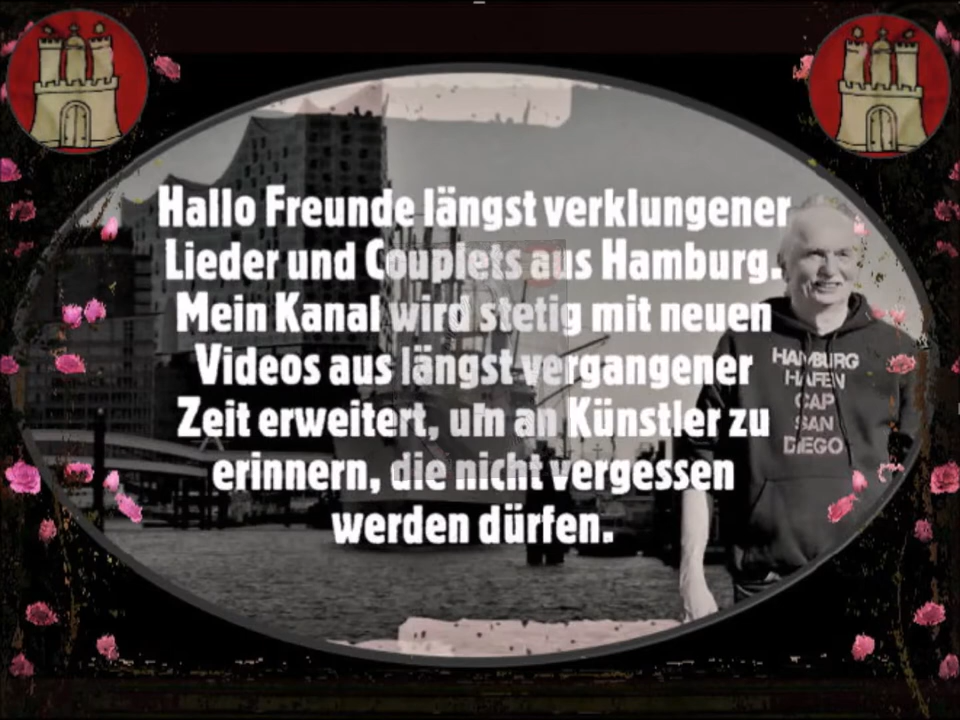 Hallo Freunde längst verklungener
Lieder und Couplets aus Hamburg.
Mein Kanal wird stetig mit neuen
Videos aus längst vergangener
Zeit erweitert, um an Künstler zu
erinnern, die nicht vergessen
werden dürfen.
HAMBURG
HAFEN
CAP
SAN
DIEGO